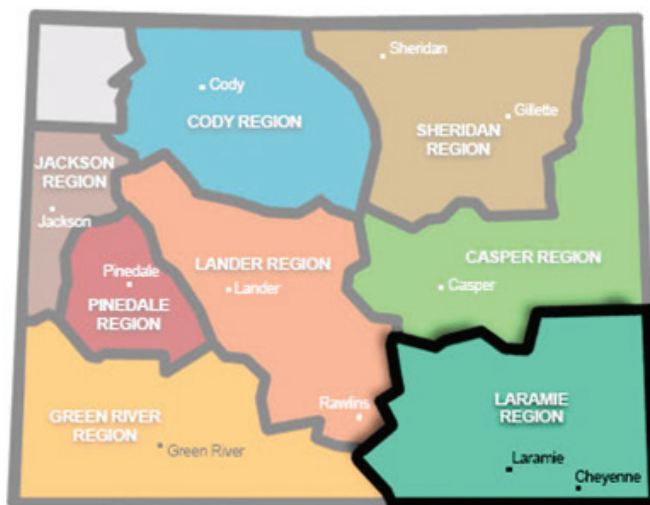 Sheridan
Cody
Gillette
CODY REGION
SHERIDAN
REGION
JACKSON
REGION
Jackson
CASPER REGION
LANDER REGION
Pinedale
Lander
Casper
PINEDALE
REGION
LARAMIE
REGION
Rawlins
GREEN RIVER
REGION
Green River
Laramie
Cheyenne